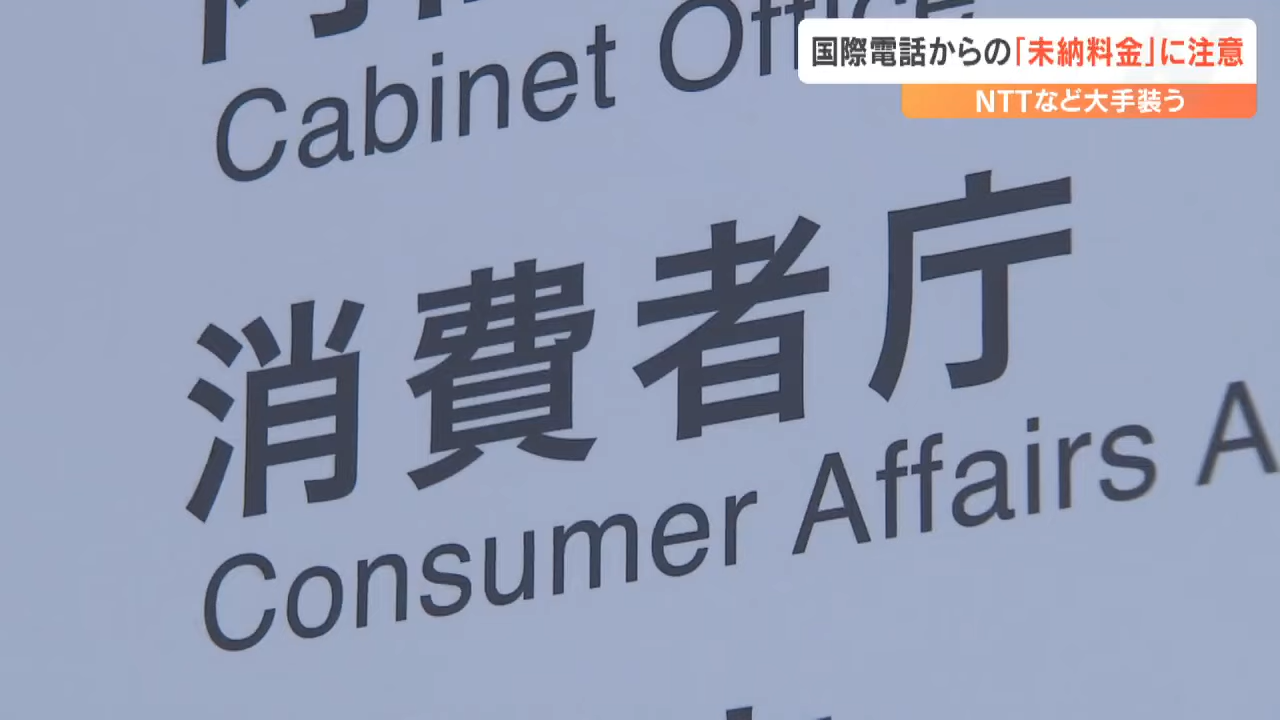 Cabinet Office
国際電話からの「未納料金」に注意
NTTなど大手装う
消費者庁
Consumer Affairs A